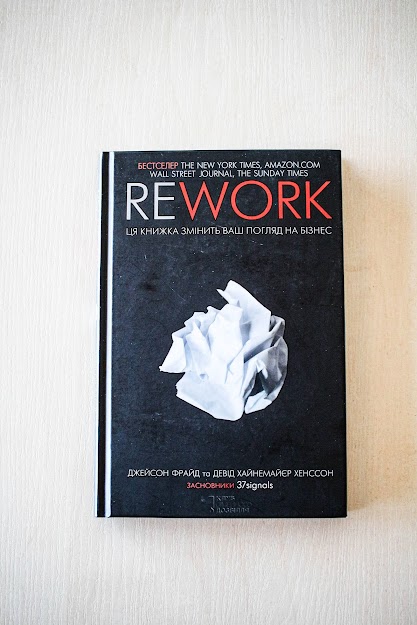 БЕСТСЕЛЕР THE NEW YORK TIMES, AMAZON.COM
WALL STREET JOURNAL, THE SUNDAY TIMES
REWORK
ЦЯ КНИЖКА ЗМІНИТЬ ВАШ ПОГЛЯД НА БІЗНЕС
ДЖЕЙСОН ФРАЙД та ДЕВІД ХАЙНЕМАЙЄР ХЕНССОН
ЗАСНОВНИКИ 37signals